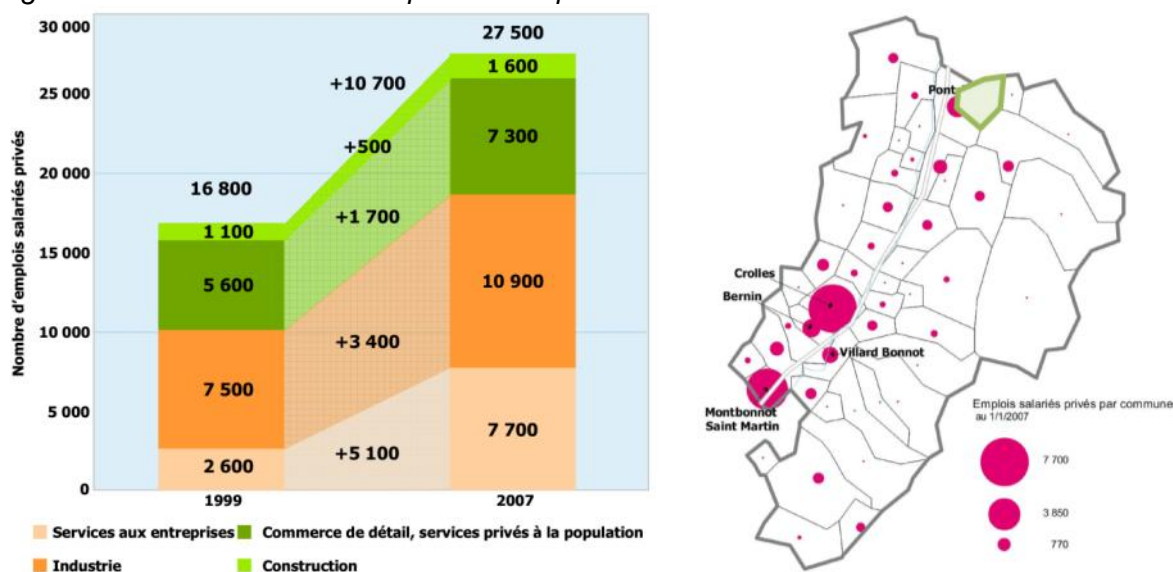 30 000
27 500
1 600
+10 700
25 000
7 300
+500
20 000
16 800
+1 700
1 100
15 000
10 900
5 600
10 000
+3 400
7 500
5 000
7 700
+5 100
2 600
0
1999
2007
Nombre d'emplois salariés privés
Services aux entreprises
Commerce de détail, services privés à la population
Industrie
Construction
Pont
Crolles
Bernin
Villard Bonnot
Montbonnot
Saint Martin
Emplois salariés privés par commune
au 1/1/2007
7 700
3 850
770